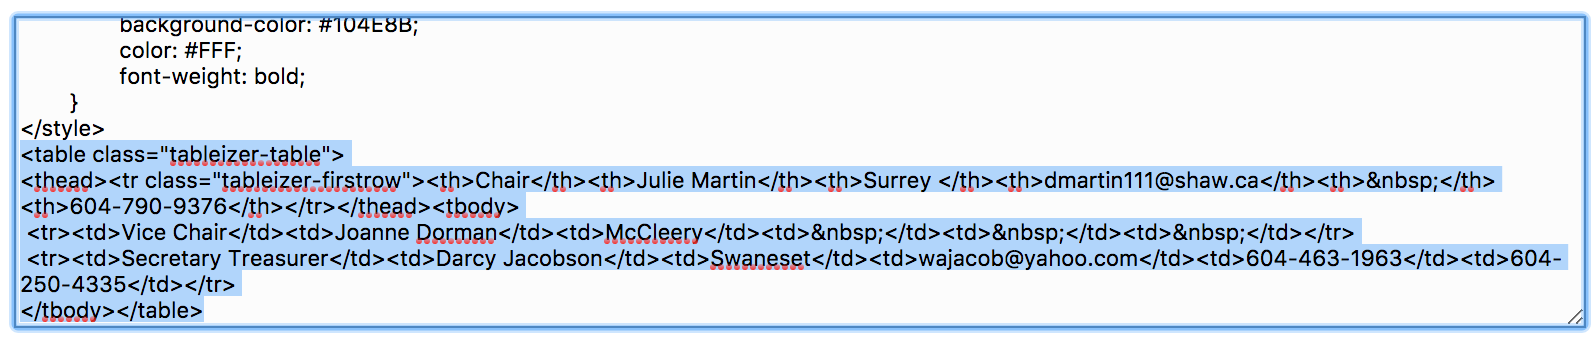 background-color: #104E8B;
color: #FFF;
font-weight: bold;
}
</style>
<table class="tableizer-table">
<thead><tr class="tableizer-firstrow"><th>Chair</th><th>Julie Martin</th><th>Surrey </th><th>dmartin111@shaw.ca</th><th>&nbsp;</th>
<th>604-790-9376</th></tr></thead><tbody>
<tr><td>Vice Chair</td><td>Joanne Dorman</td><td>McCleery</td><td>&nbsp;</td><td>&nbsp;</td><td>&nbsp;</td></tr>
<tr><td>Secretary Treasurer</td><td>Darcy Jacobson</td><td>Swaneset</td><td>wajacob@yahoo.com</td><td>604-463-1963</td><td>604-
250-4335</td></tr>
</tbody></table>